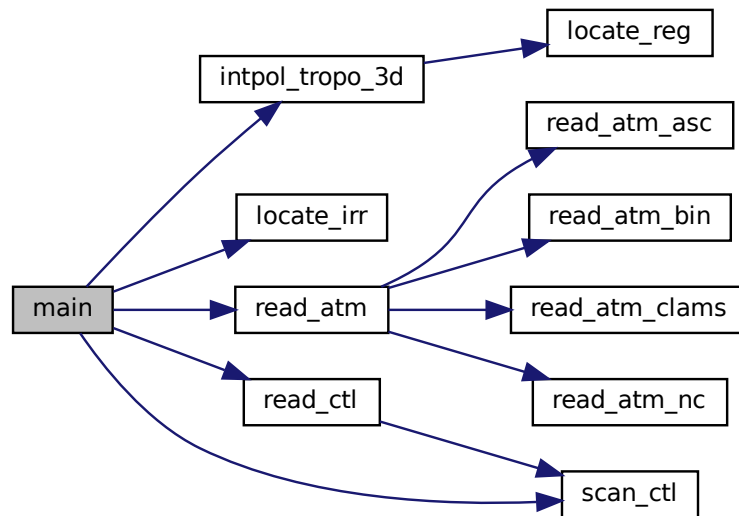 main
intpol_tropo_3d
locate_reg
locate_irr
read_atm
read_atm_asc
read_atm_bin
read_atm_clams
read_atm_nc
read_ctl
scan_ctl